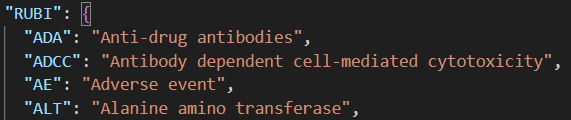 "RUBI": {
"ADA": "Anti-drug antibodies",
"ADCC": "Antibody dependent cell-mediated cytotoxicity",
"AE": "Adverse event",
"ALT": "Alanine amino transferase",